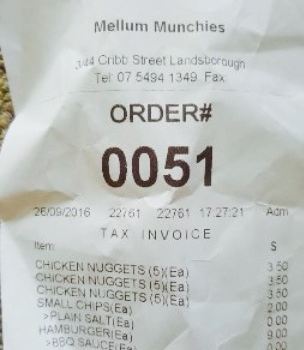 Mellum Munchies
3/44 Cribb Street Landsborough
Tel: 07 5494 1349 Fax:
ORDER#
0051
26/09/2016 22761 22761 17:27:21 Adm
TAX INVOICE
Item $
CHICKEN NUGGETS (5)(Ea) 3.50
CHICKEN NUGGETS (5)(Ea) 3.50
CHICKEN NUGGETS (5)(Ea) 3.50
SMALL CHIPS(Ea) 2.00
>PLAIN SALT(Ea) 0.00
HAMBURGER(Ea) 9.00
>BBQ SAUCE(Ea) 0.00